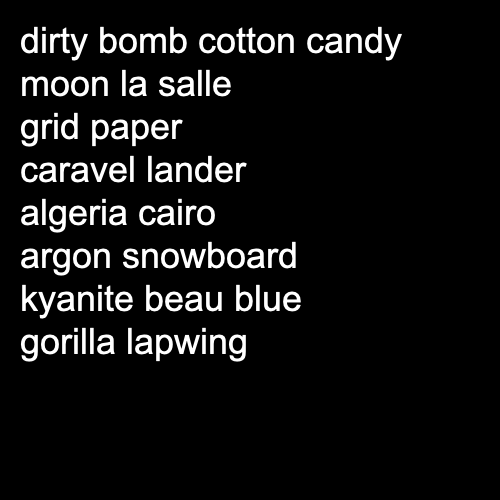 dirty bomb cotton candy
moon la salle
grid paper
caravel lander
algeria cairo
argon snowboard
kyanite beau blue
gorilla lapwing